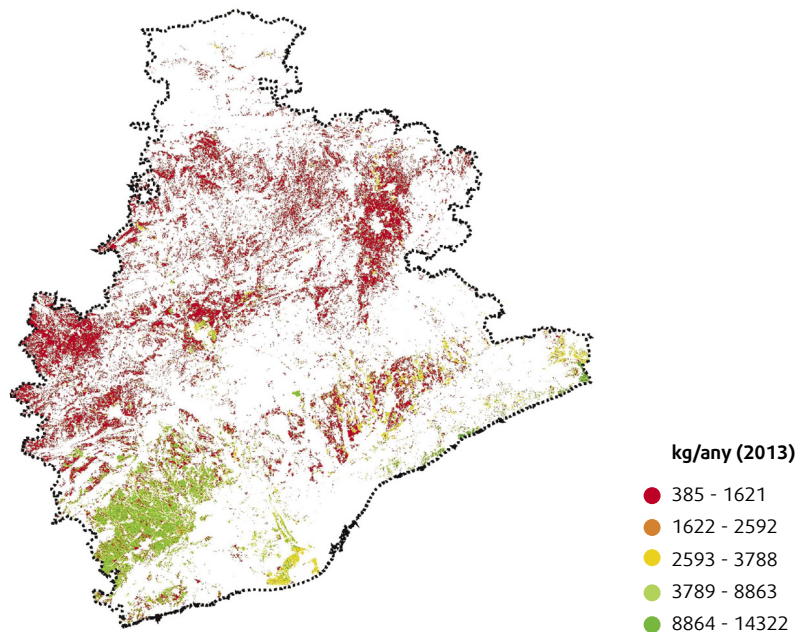 kg/any (2013)
385 - 1621
1622 - 2592
2593 - 3788
3789 - 8863
8864 - 14322